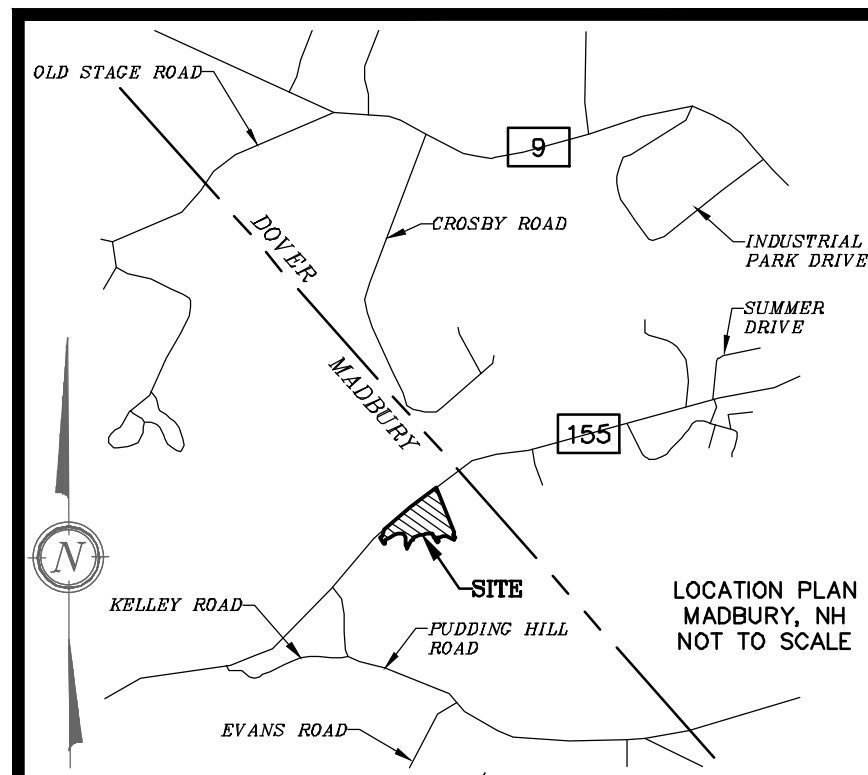 OLD STAGE ROAD
9
DOVER
CROSBY ROAD
INDUSTRIAL
PARK DRIVE
SUMMER
DRIVE
MADBURY
155
N
SITE
LOCATION PLAN
MADBURY, NH
NOT TO SCALE
KELLEY ROAD
PUDDING HILL
ROAD
EVANS ROAD